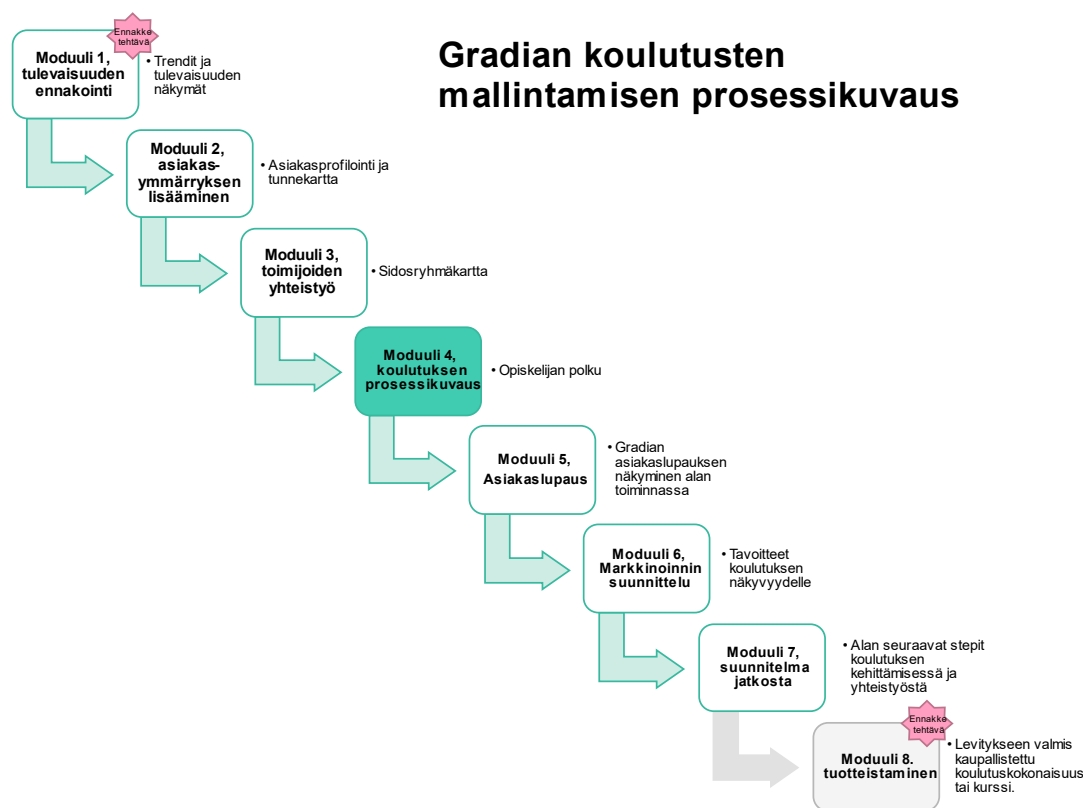 Gradian koulutusten
mallintamisen prosessikuvaus
Ennakke
tehtävä
Moduuli 1,
tulevaisuuden
ennakointi
• Trendit ja
tulevaisuuden
näkymät
Moduuli 2,
asiakas-
ymmärryksen
lisääminen
• Asiakasprofilointi ja
tunnekartta
Moduuli 3,
toimijoiden
yhteistyö
• Sidosryhmäkartta
Moduuli 4,
koulutuksen
prosessikuvaus
• Opiskelijan polku
Moduuli 5,
Asiakaslupaus
• Gradian
asiakaslupauksen
näkyminen alan
toiminnassa
Moduuli 6,
Markkinoinnin
suunnittelu
• Tavoitteet
koulutuksen
näkyvyydelle
Moduuli 7,
suunnitelma
jatkosta
• Alan seuraavat stepit
koulutuksen
kehittämisessä ja
yhteistyöstä
Ennakke
tehtävä
Moduuli 8.
tuotteistaminen
• Levitykseen valmis
kaupallistettu
koulutuskokonaisuus
tai kurssi.